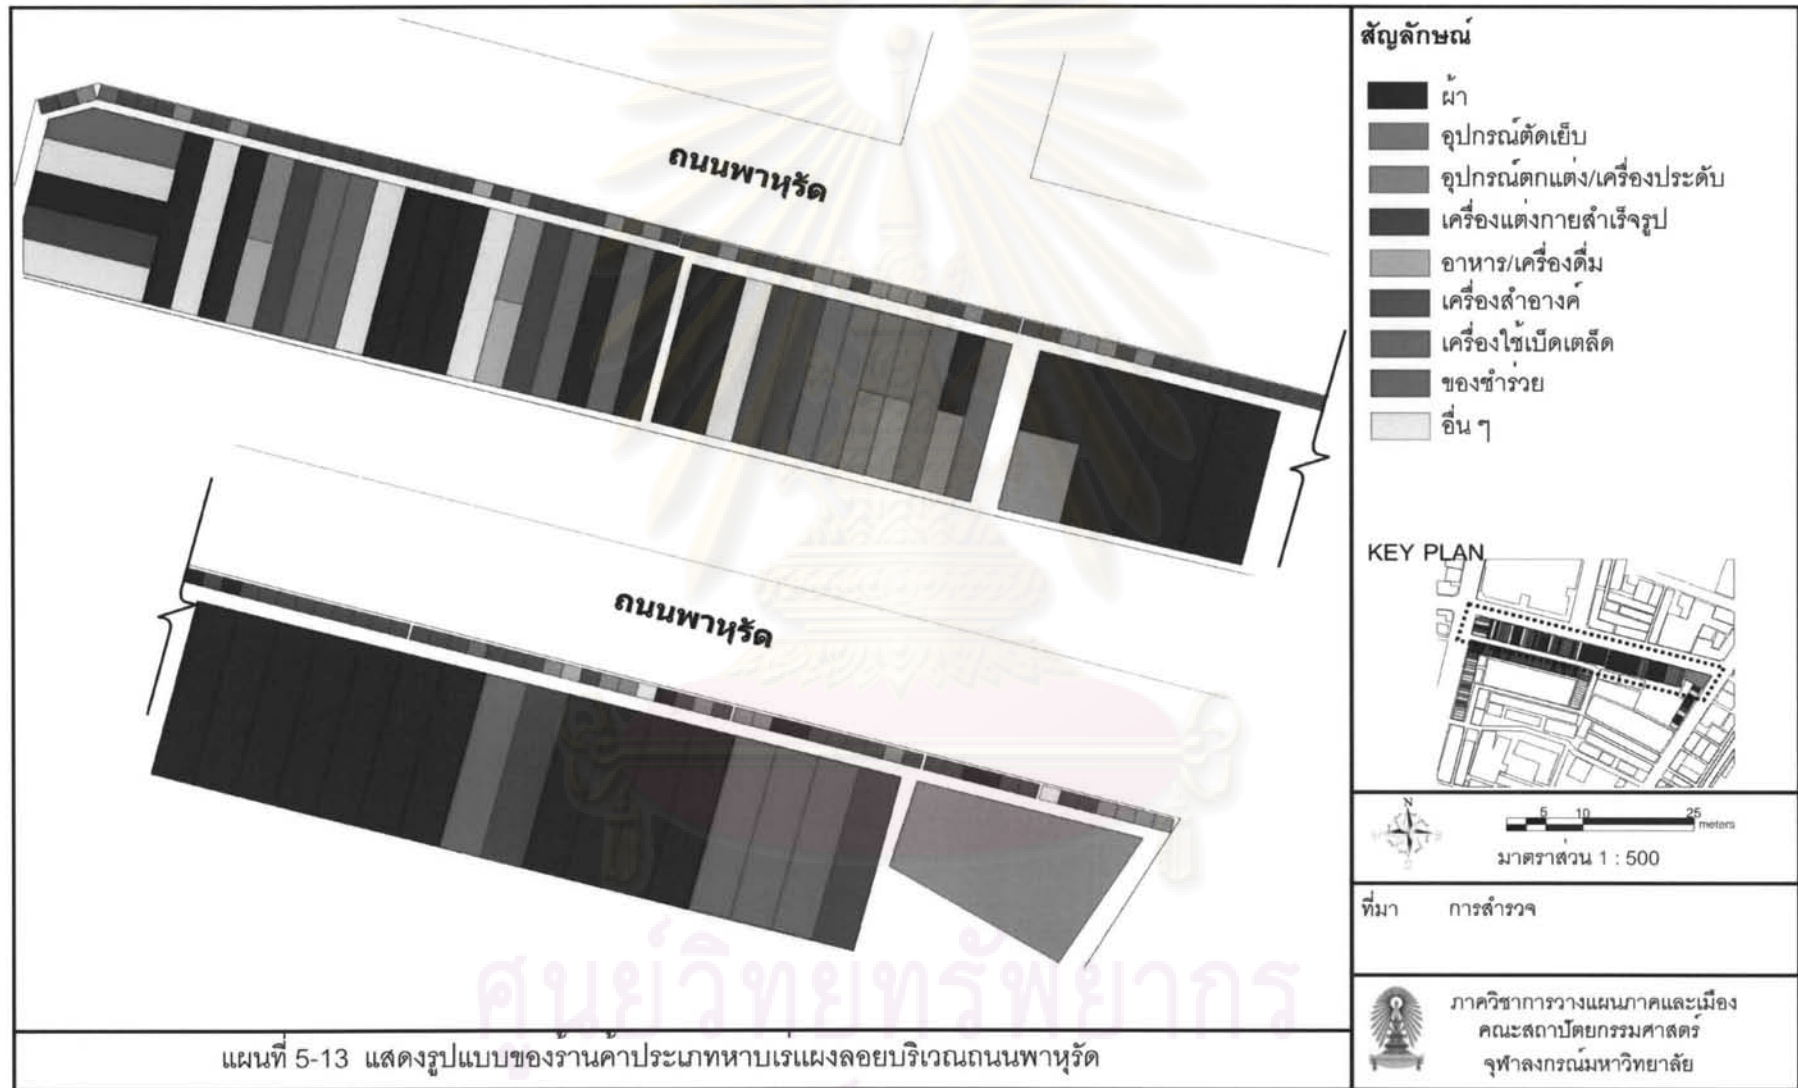 สัญลักษณ์
ผ้า
อุปกรณ์ตัดเย็บ
อุปกรณ์ตกแต่ง/เครื่องประดับ
เครื่องแต่งกายสำเร็จรูป
อาหาร/เครื่องดื่ม
เครื่องสำอางค์
เครื่องใช้เบ็ดเตล็ด
ของชำร่วย
อื่น ๆ
ถนนพาหุรัด
ถนนพาหุรัด
KEY PLAN
N
S
5 10 25
meters
มาตราส่วน 1 : 500
ที่มา การสำรวจ
ภาควิชาการวางแผนภาคและเมือง
คณะสถาปัตยกรรมศาสตร์
จุฬาลงกรณ์มหาวิทยาลัย
ศูนย์วิทยทรัพยากร
แผนที่ 5-13 แสดงรูปแบบของร้านค้าประเภทหาบเร่แผงลอยบริเวณถนนพาหุรัด